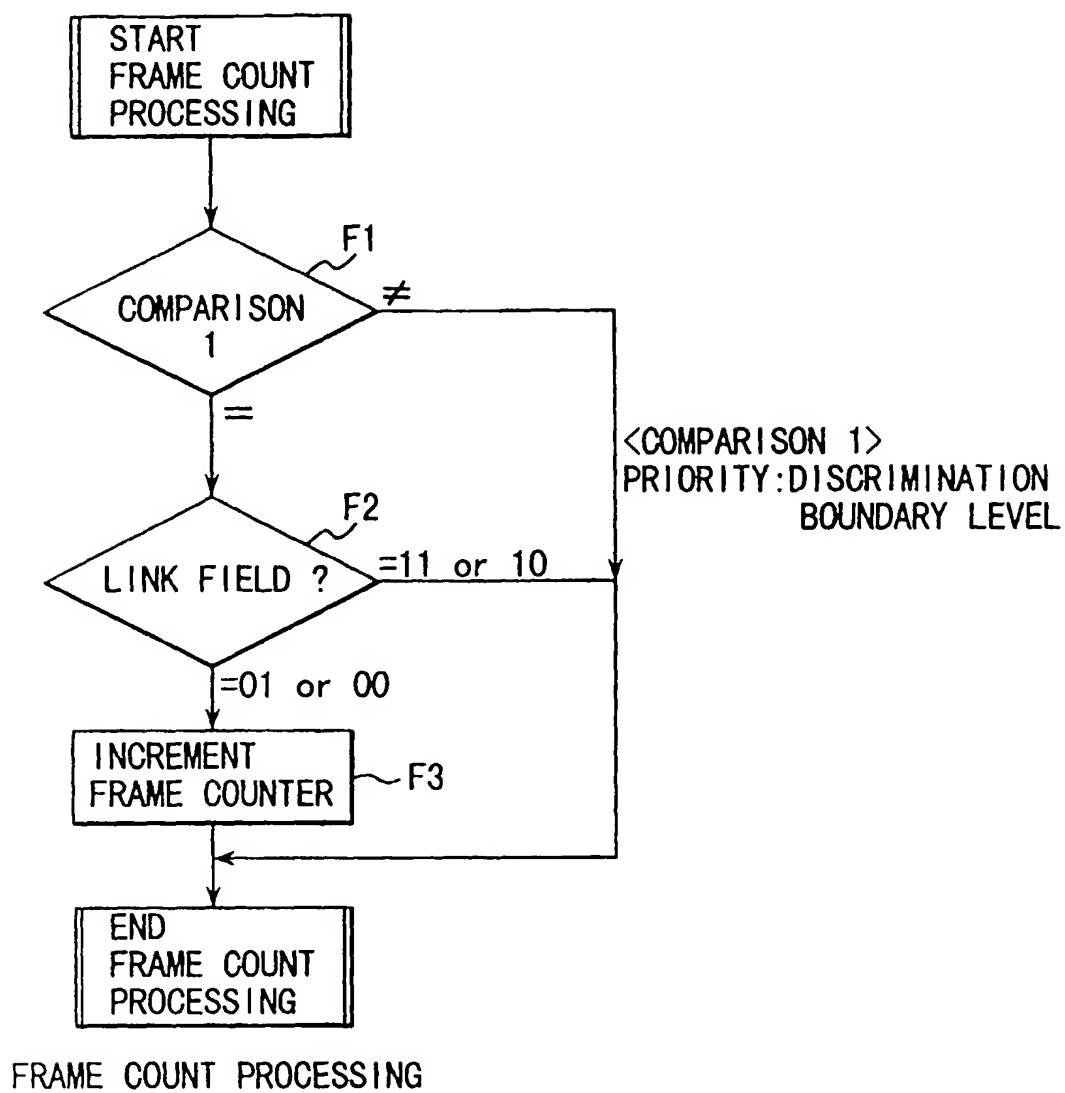 START
FRAME COUNT
PROCESSING
F1
COMPARISON
1
≠
=
<COMPARISON 1>
PRIORITY:DISCRIMINATION
BOUNDARY LEVEL
F2
LINK FIELD ?
=11 or 10
=01 or 00
INCREMENT
FRAME COUNTER
F3
END
FRAME COUNT
PROCESSING
FRAME COUNT PROCESSING